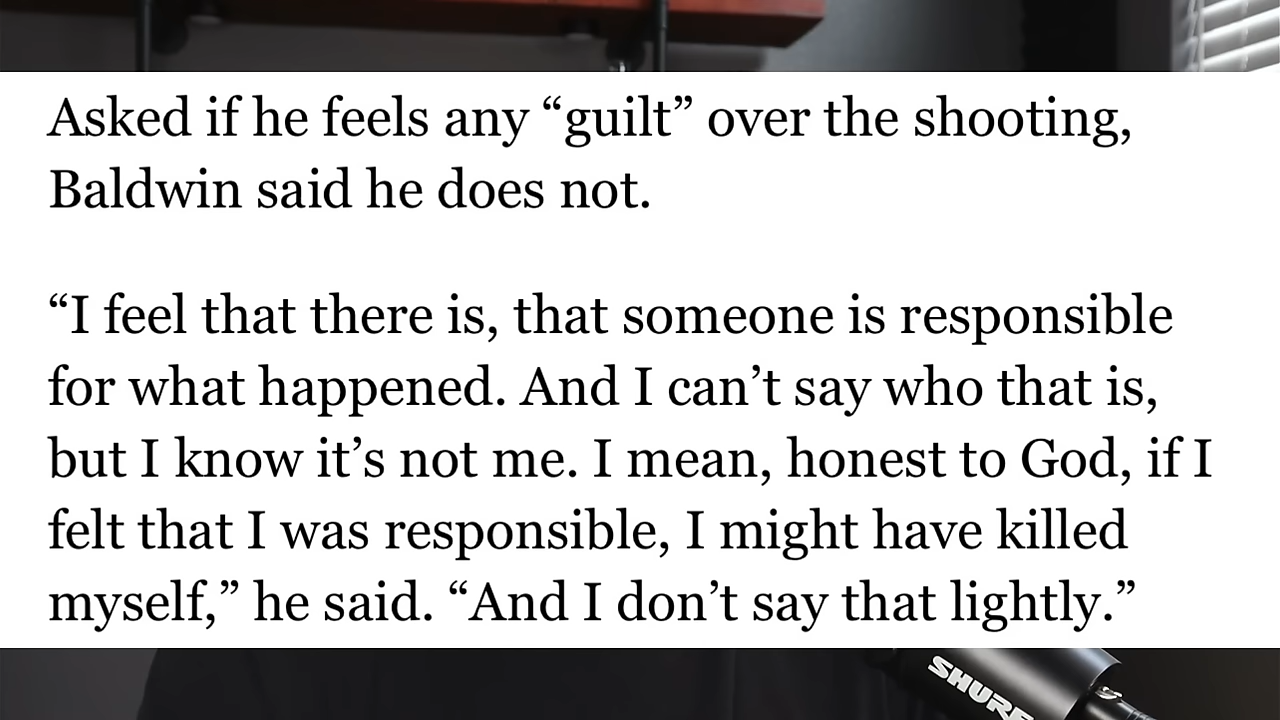 Asked if he feels any “guilt” over the shooting,
Baldwin said he does not.
“I feel that there is, that someone is responsible
for what happened. And I can’t say who that is,
but I know it’s not me. I mean, honest to God, if I
felt that I was responsible, I might have killed
myself,” he said. “And I don’t say that lightly.”
SHURE